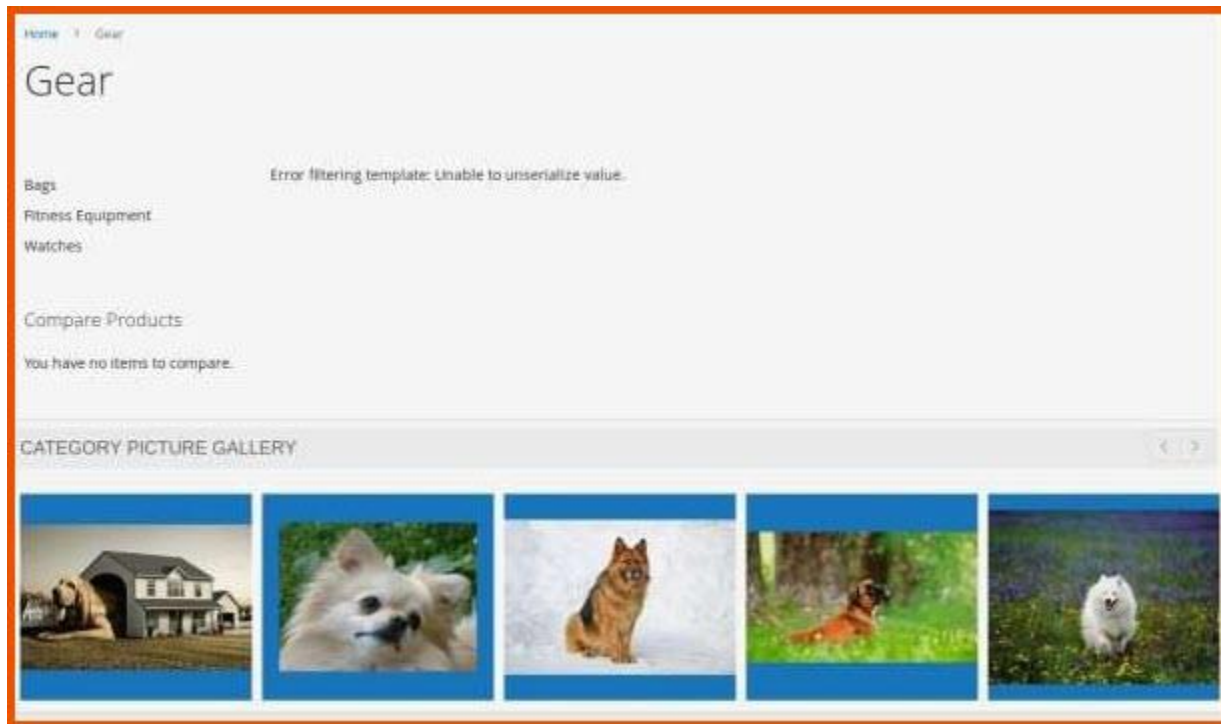 Home > Gear
Gear
Bags
Fitness Equipment
Watches
Error filtering template: Unable to unserialize value.
Compare Products
You have no items to compare.
CATEGORY PICTURE GALLERY